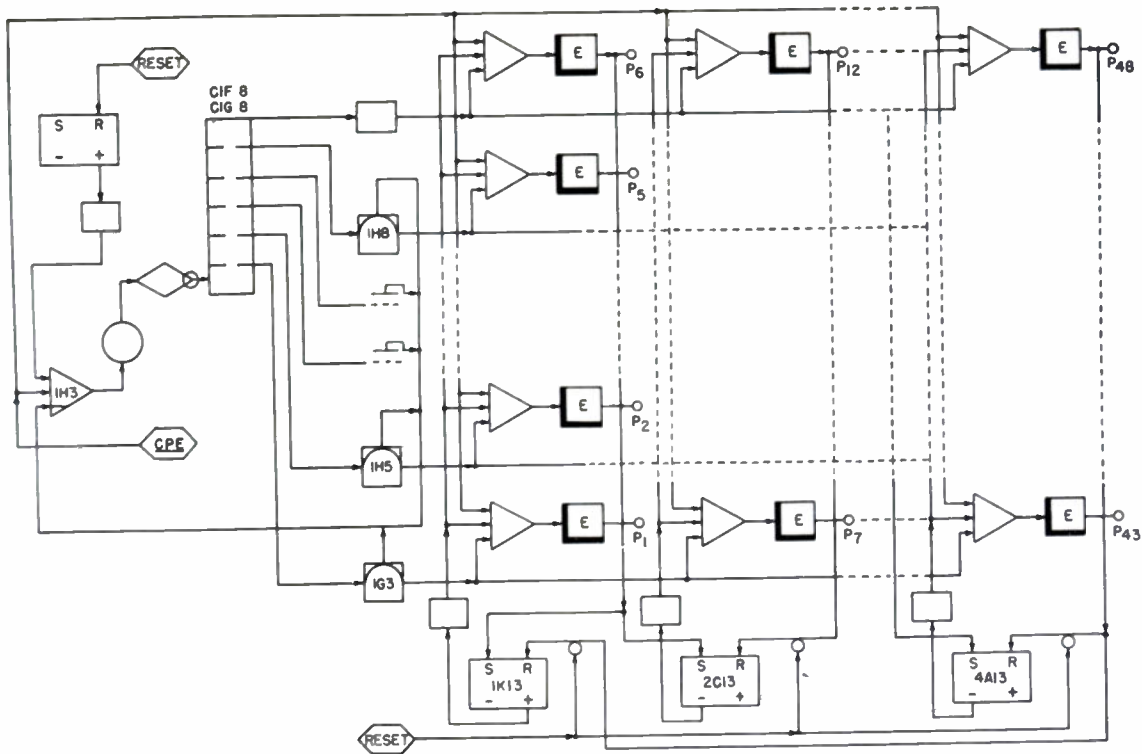 RESET
CIF 8
CIG 8
S R
- +
E
P6
E
P12
E
P48
E
P5
1H8
1H3
CPE
E
P2
1H5
E
P1
E
P7
E
P43
1G3
S R
1K13
- +
S R
2C13
- +
S R
4A13
- +
RESET